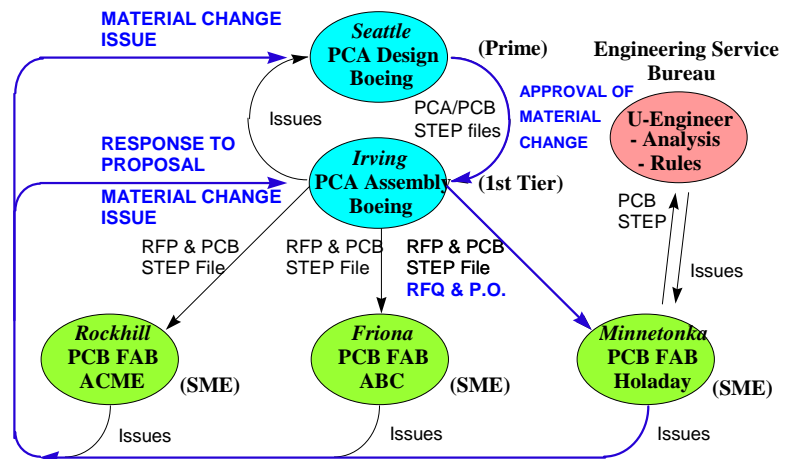 MATERIAL CHANGE
ISSUE
Seattle
PCA Design
Boeing
(Prime)
Engineering Service
Bureau
Issues
PCA/PCB
STEP files
APPROVAL OF
MATERIAL
CHANGE
U-Engineer
- Analysis
- Rules
RESPONSE TO
PROPOSAL
MATERIAL CHANGE
ISSUE
Irving
PCA Assembly
Boeing
(1st Tier)
PCB
STEP
Issues
RFP & PCB
STEP File
RFP & PCB
STEP File
RFP & PCB
STEP File
RFQ & P.O.
Rockhill
PCB FAB
ACME
(SME)
Friona
PCB FAB
ABC
(SME)
Minnetonka
PCB FAB
Holaday
(SME)
Issues
Issues
Issues